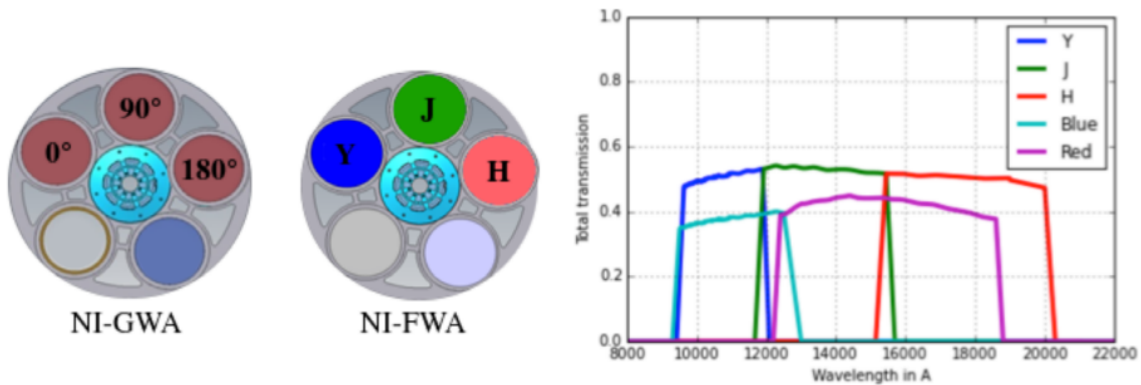 90°
0°
180°
NI-GWA
J
Y
H
NI-FWA
1.0
0.8
0.6
0.4
0.2
0.0
Total transmission
8000 10000 12000 14000 16000 18000 20000 22000
Wavelength in A
Y
J
H
Blue
Red